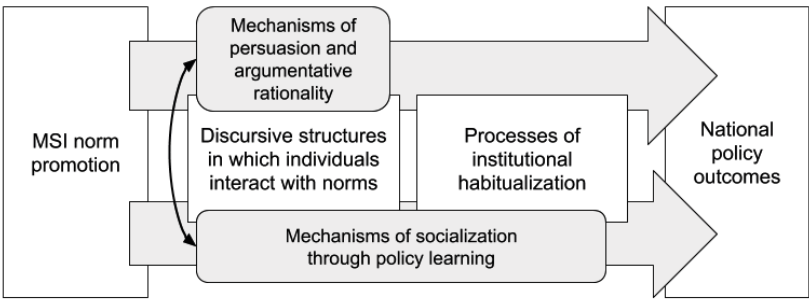 MSI norm
promotion
Mechanisms of
persuasion and
argumentative
rationality
Discursive structures
in which individuals
interact with norms
Processes of
institutional
habitualization
Mechanisms of socialization
through policy learning
National
policy
outcomes